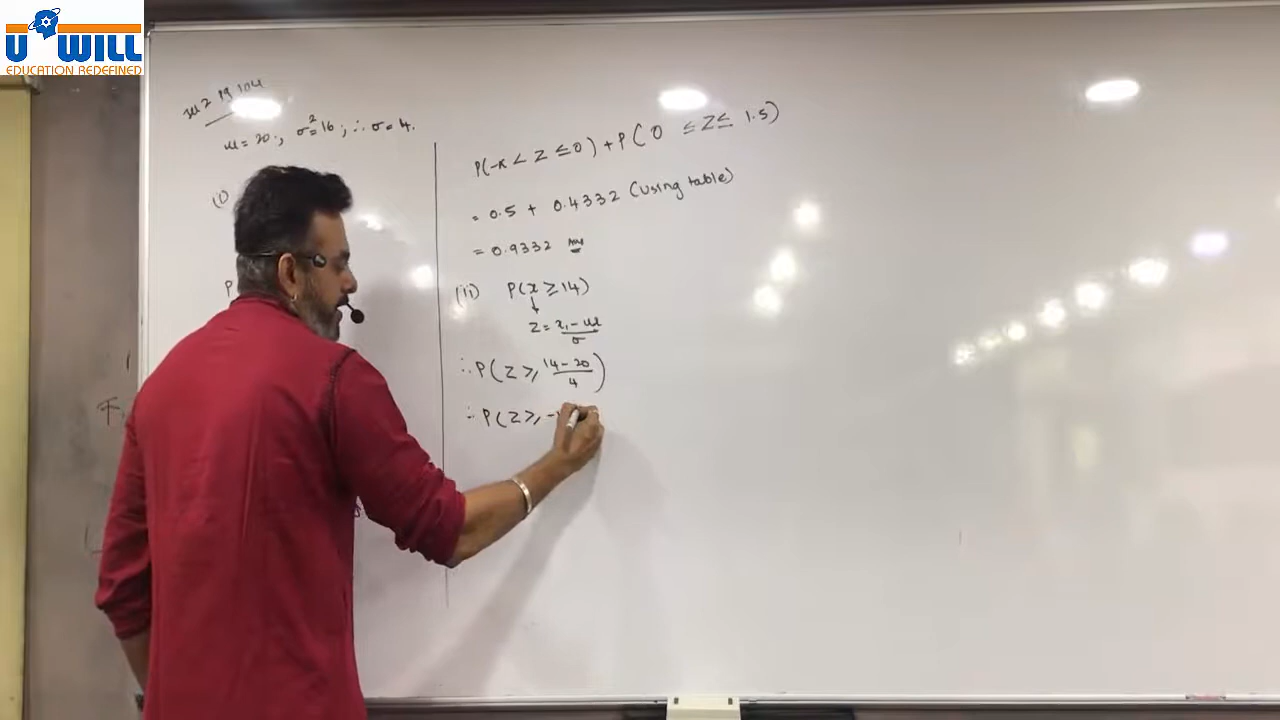 U WILL
EDUCATION REDEFINED
μ = 20, σ² = 16; ∴ σ = 4.
(i)
P
P(-∝ < Z ≤ 0) + P(0 ≤ Z ≤ 1.5)
= 0.5 + 0.4332 (using table)
= 0.9332 Ans
(ii) P(x ≥ 14)
↓
Z = x₁ - μ / σ
∴ P(Z ≥, 14 - 20 / 4)
∴ P(Z ≥, -